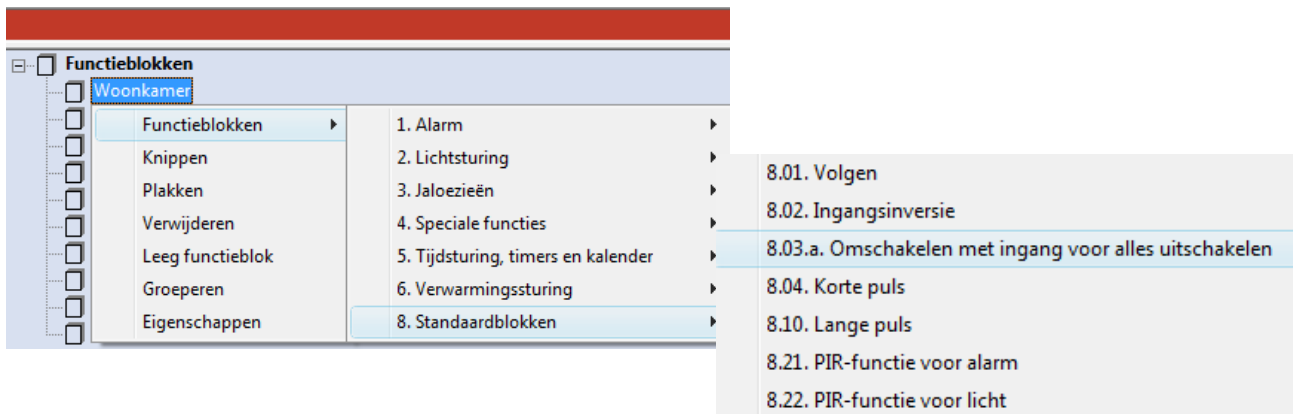 Functieblokken
Woonkamer
Functieblokken
Knippen
Plakken
Verwijderen
Leeg functieblok
Groeperen
Eigenschappen
1. Alarm
2. Lichtsturing
3. Jaloezieën
4. Speciale functies
5. Tijdsturing, timers en kalender
6. Verwarmingssturing
8. Standaardblokken
8.01. Volgen
8.02. Ingangsinversie
8.03.a. Omschakelen met ingang voor alles uitschakelen
8.04. Korte puls
8.10. Lange puls
8.21. PIR-functie voor alarm
8.22. PIR-functie voor licht